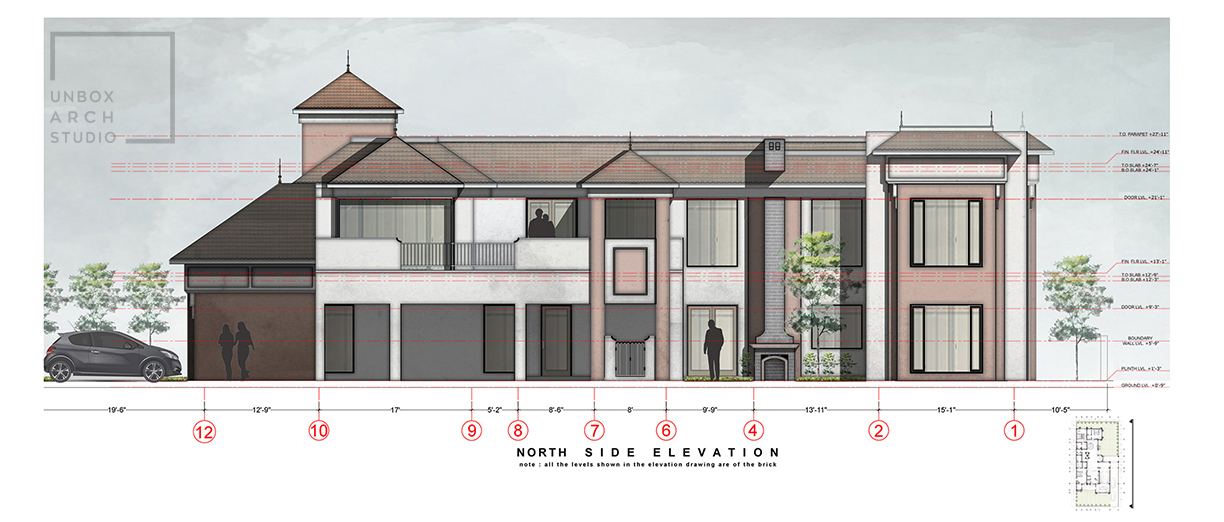 UNBOX
ARCH
STUDIO
T.O. PARAPET +27'-11"
FIN. FLR LVL. +24'-11"
T.O SLAB +24'-7"
B.O SLAB +24'-1"
DOOR LVL. +21'-1"
FIN. FLR LVL. +13'-1"
T.O SLAB +12'-9"
B.O SLAB +12'-3"
DOOR LVL. +9'-3"
BOUNDARY
WALL LVL. +5'-9"
PLINTH LVL. +1'-3"
GROUND LVL.
19'-6" 12'-9" 17' 5'-2" 8'-6" 8' 9'-9" 13'-11" 15'-1" 10'-5"
12 10 9 8 7 6 4 2 1
NORTH SIDE ELEVATION
note : all the levels shown in the elevation drawing are of the brick